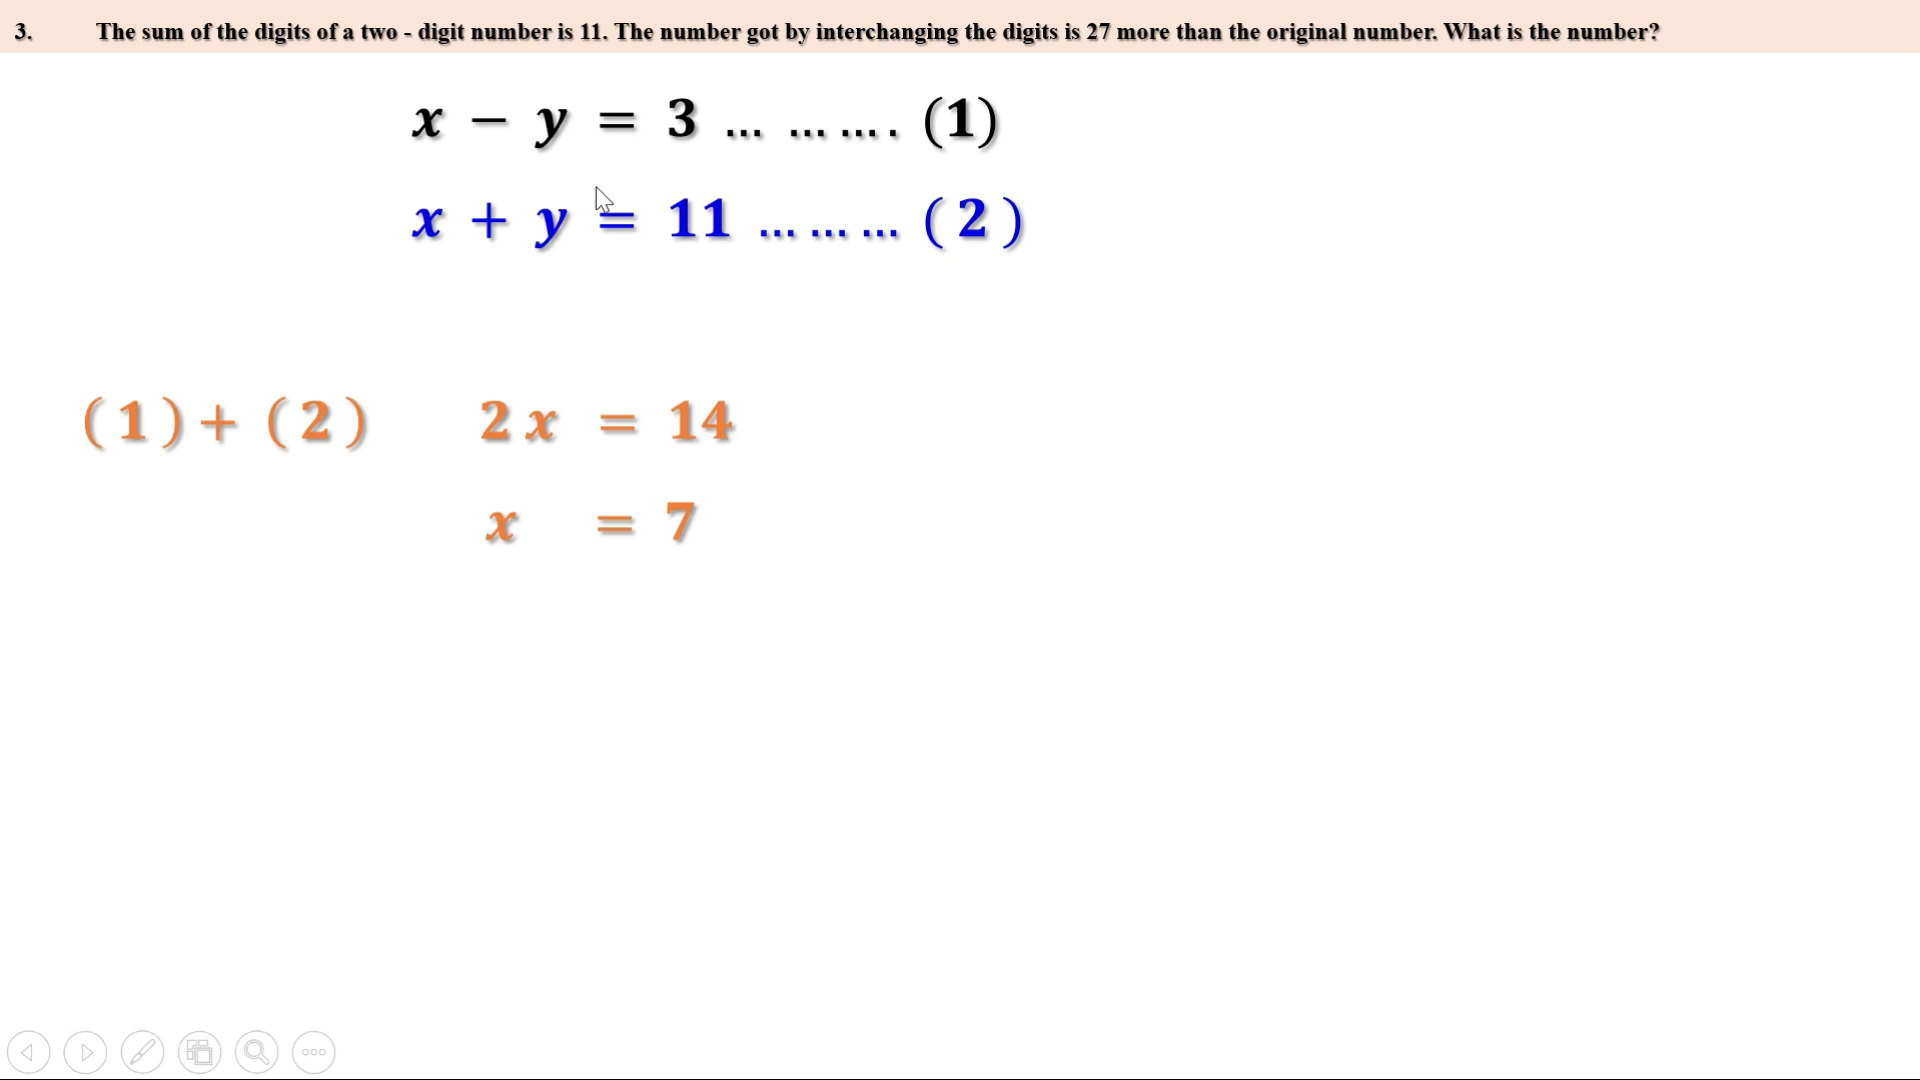 3. The sum of the digits of a two - digit number is 11. The number got by interchanging the digits is 27 more than the original number. What is the number?
x − y = 3 ... ... ... . (1)
x + y = 11 ... ... ... ( 2 )
( 1 ) + ( 2 ) 2 x = 14
x = 7